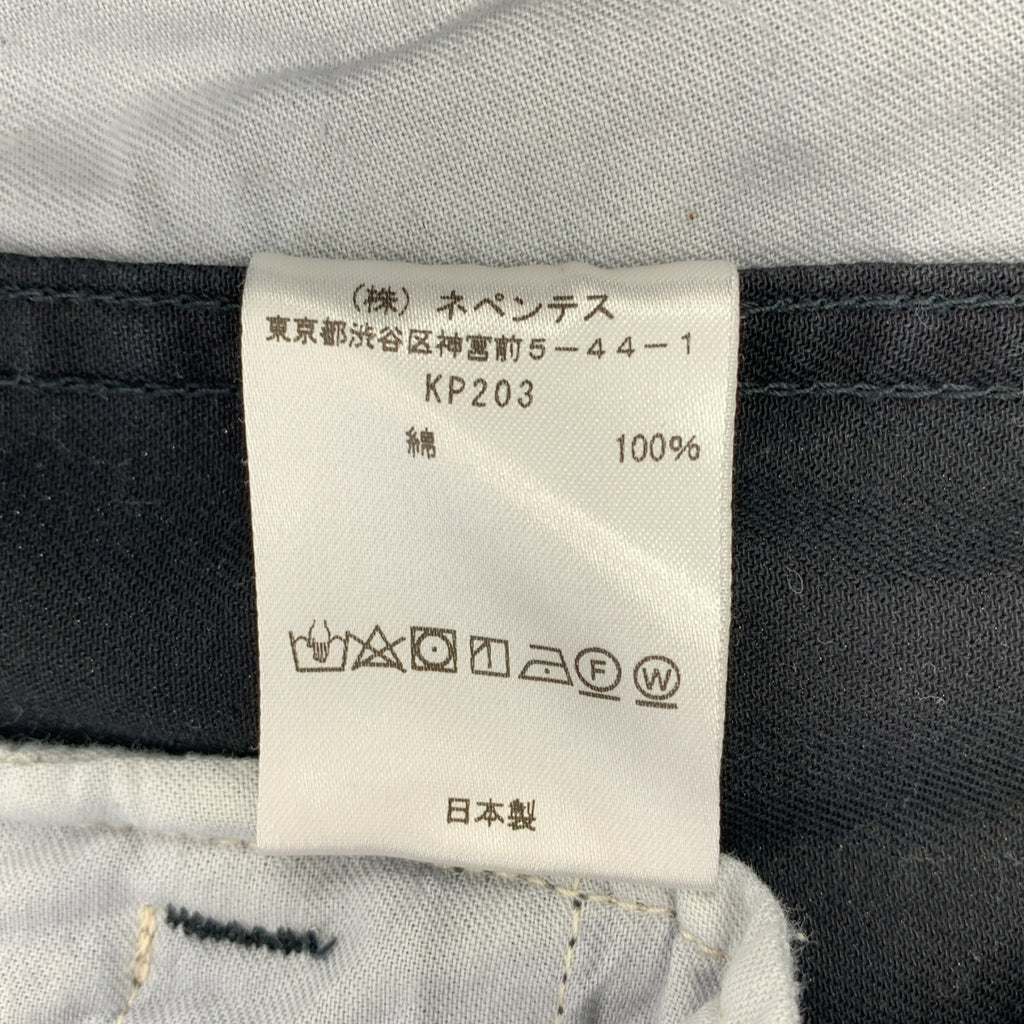 (株) ネペンテス
東京都渋谷区神宮前5-44-1
KP203
綿 100%
F W
日本製